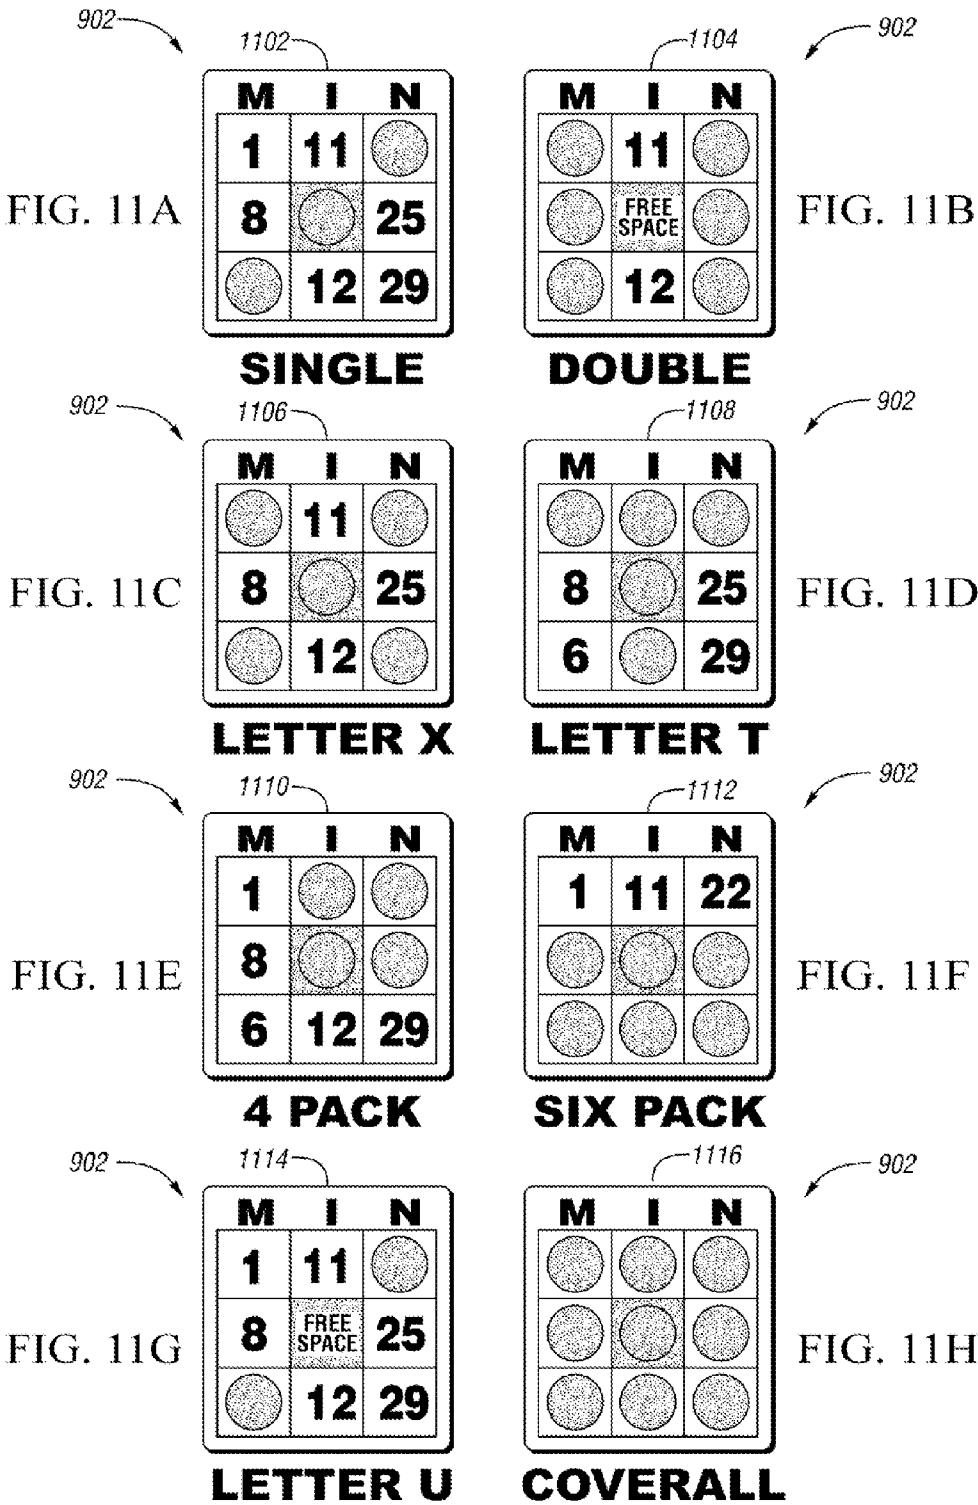 902 1102 1104 902
M I N M I N
1 11 11
FIG. 11A 8 25 FREE SPACE FIG. 11B
12 29 12
SINGLE DOUBLE
902 1106 1108 902
M I N M I N
11
FIG. 11C 8 25 8 25 FIG. 11D
12 6 29
LETTER X LETTER T
902 1110 1112 902
M I N M I N
1 1 11 22
FIG. 11E 8 FIG. 11F
6 12 29
4 PACK SIX PACK
902 1114 1116 902
M I N M I N
1 11
FIG. 11G 8 FREE SPACE 25 FIG. 11H
12 29
LETTER U COVERALL